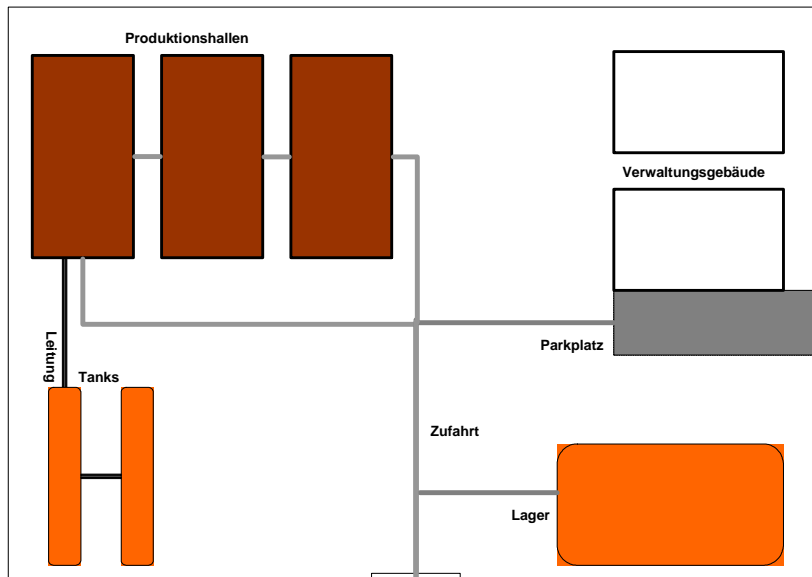 Produktionshallen
Verwaltungsgebäude
Parkplatz
Leitung
Tanks
Zufahrt
Lager